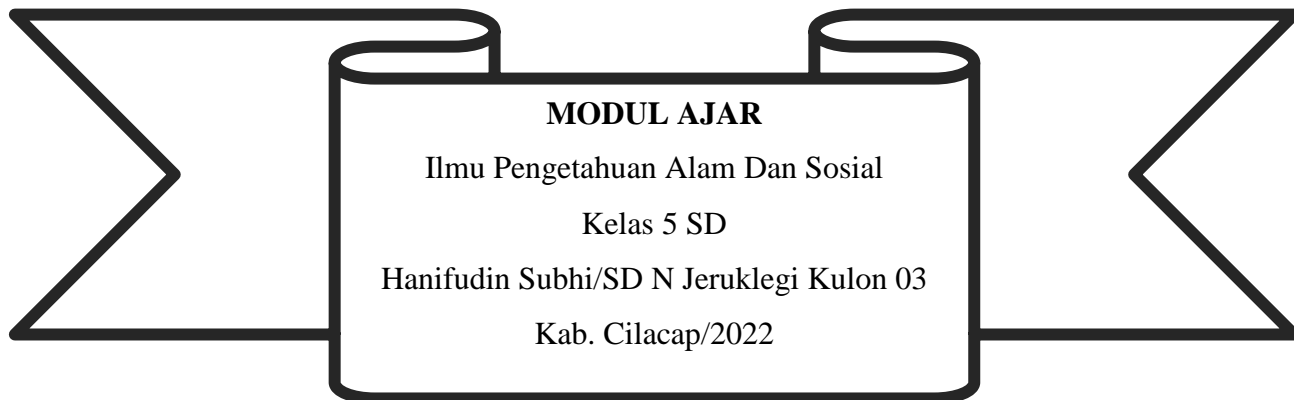 MODUL AJAR
Ilmu Pengetahuan Alam Dan Sosial
Kelas 5 SD
Hanifudin Subhi/SD N Jeruklegi Kulon 03
Kab. Cilacap/2022